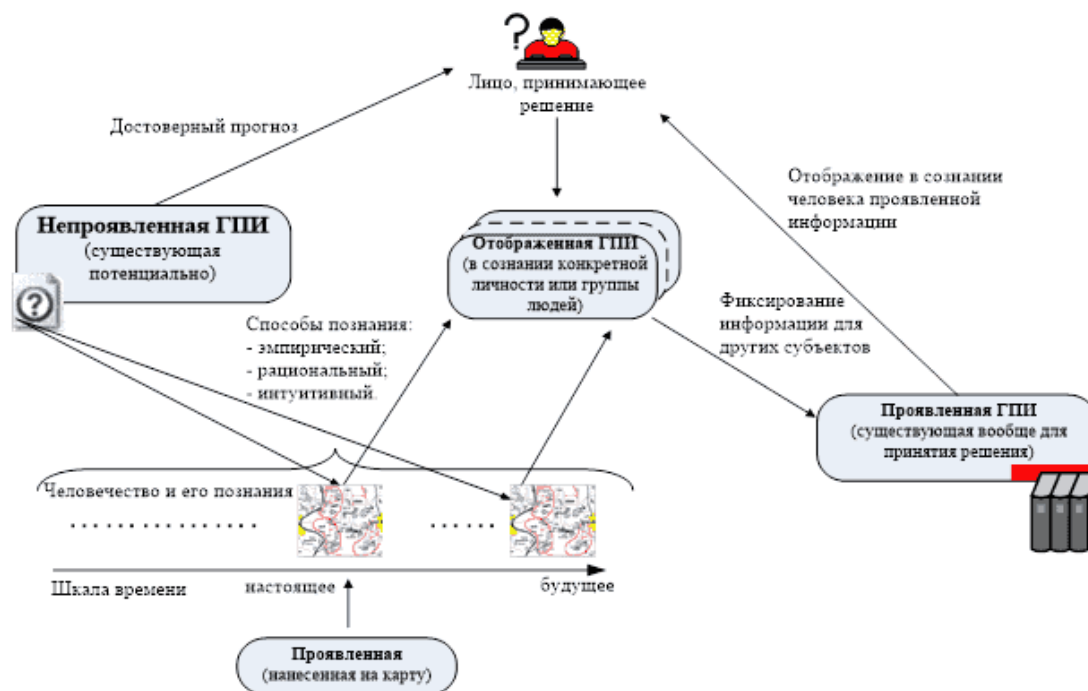 ?
Лицо, принимающее
решение
Достоверный прогноз
Отображение в сознании
человека проявленной
информации
Непроявленная ГПИ
(существующая
потенциально)
?
Отображенная ГПИ
(в сознании конкретной
личности или группы
людей)
Способы познания:
- эмпирический;
- рациональный;
- интуитивный.
Фиксирование
информации для
других субъектов
Проявленная ГПИ
(существующая вообще для
принятия решения)
Человечество и его познания
Шкала времени
настоящее
будущее
Проявленная
(нанесенная на карту)